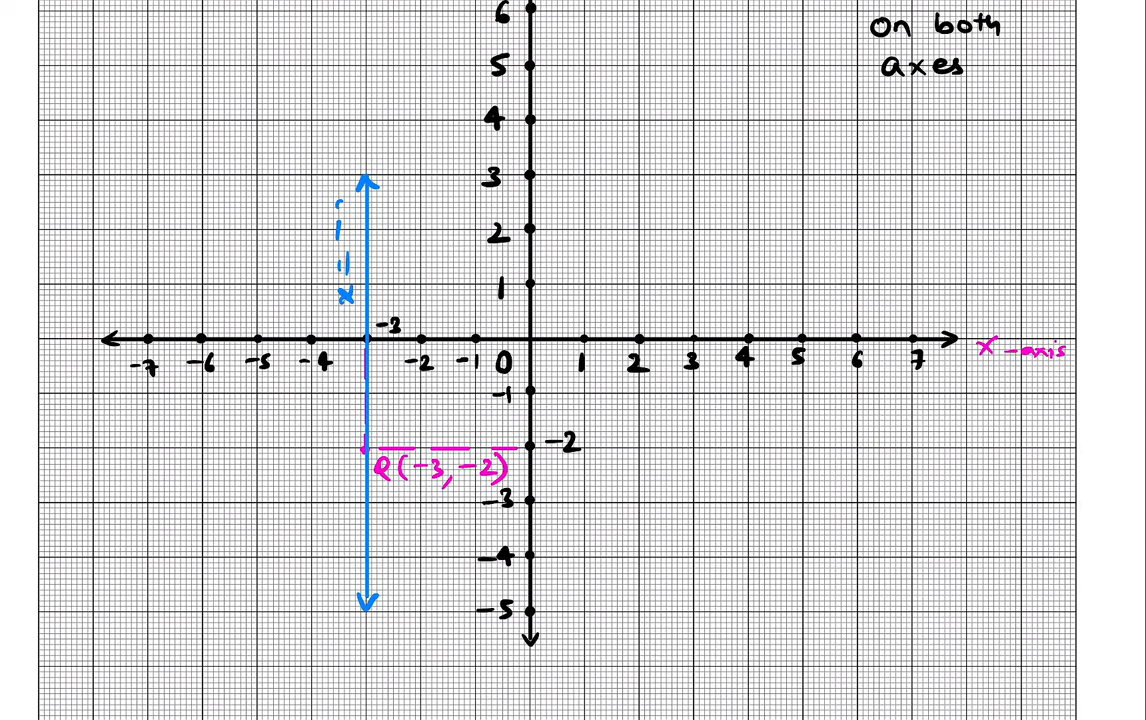 6
On both
axes
5
4
3
2
1
x = -
-3
-7 -6 -5 -4 -2 -1 0 1 2 3 4 5 6 7
x-axis
-1
-2
Q(-3,-2)
-3
-4
-5